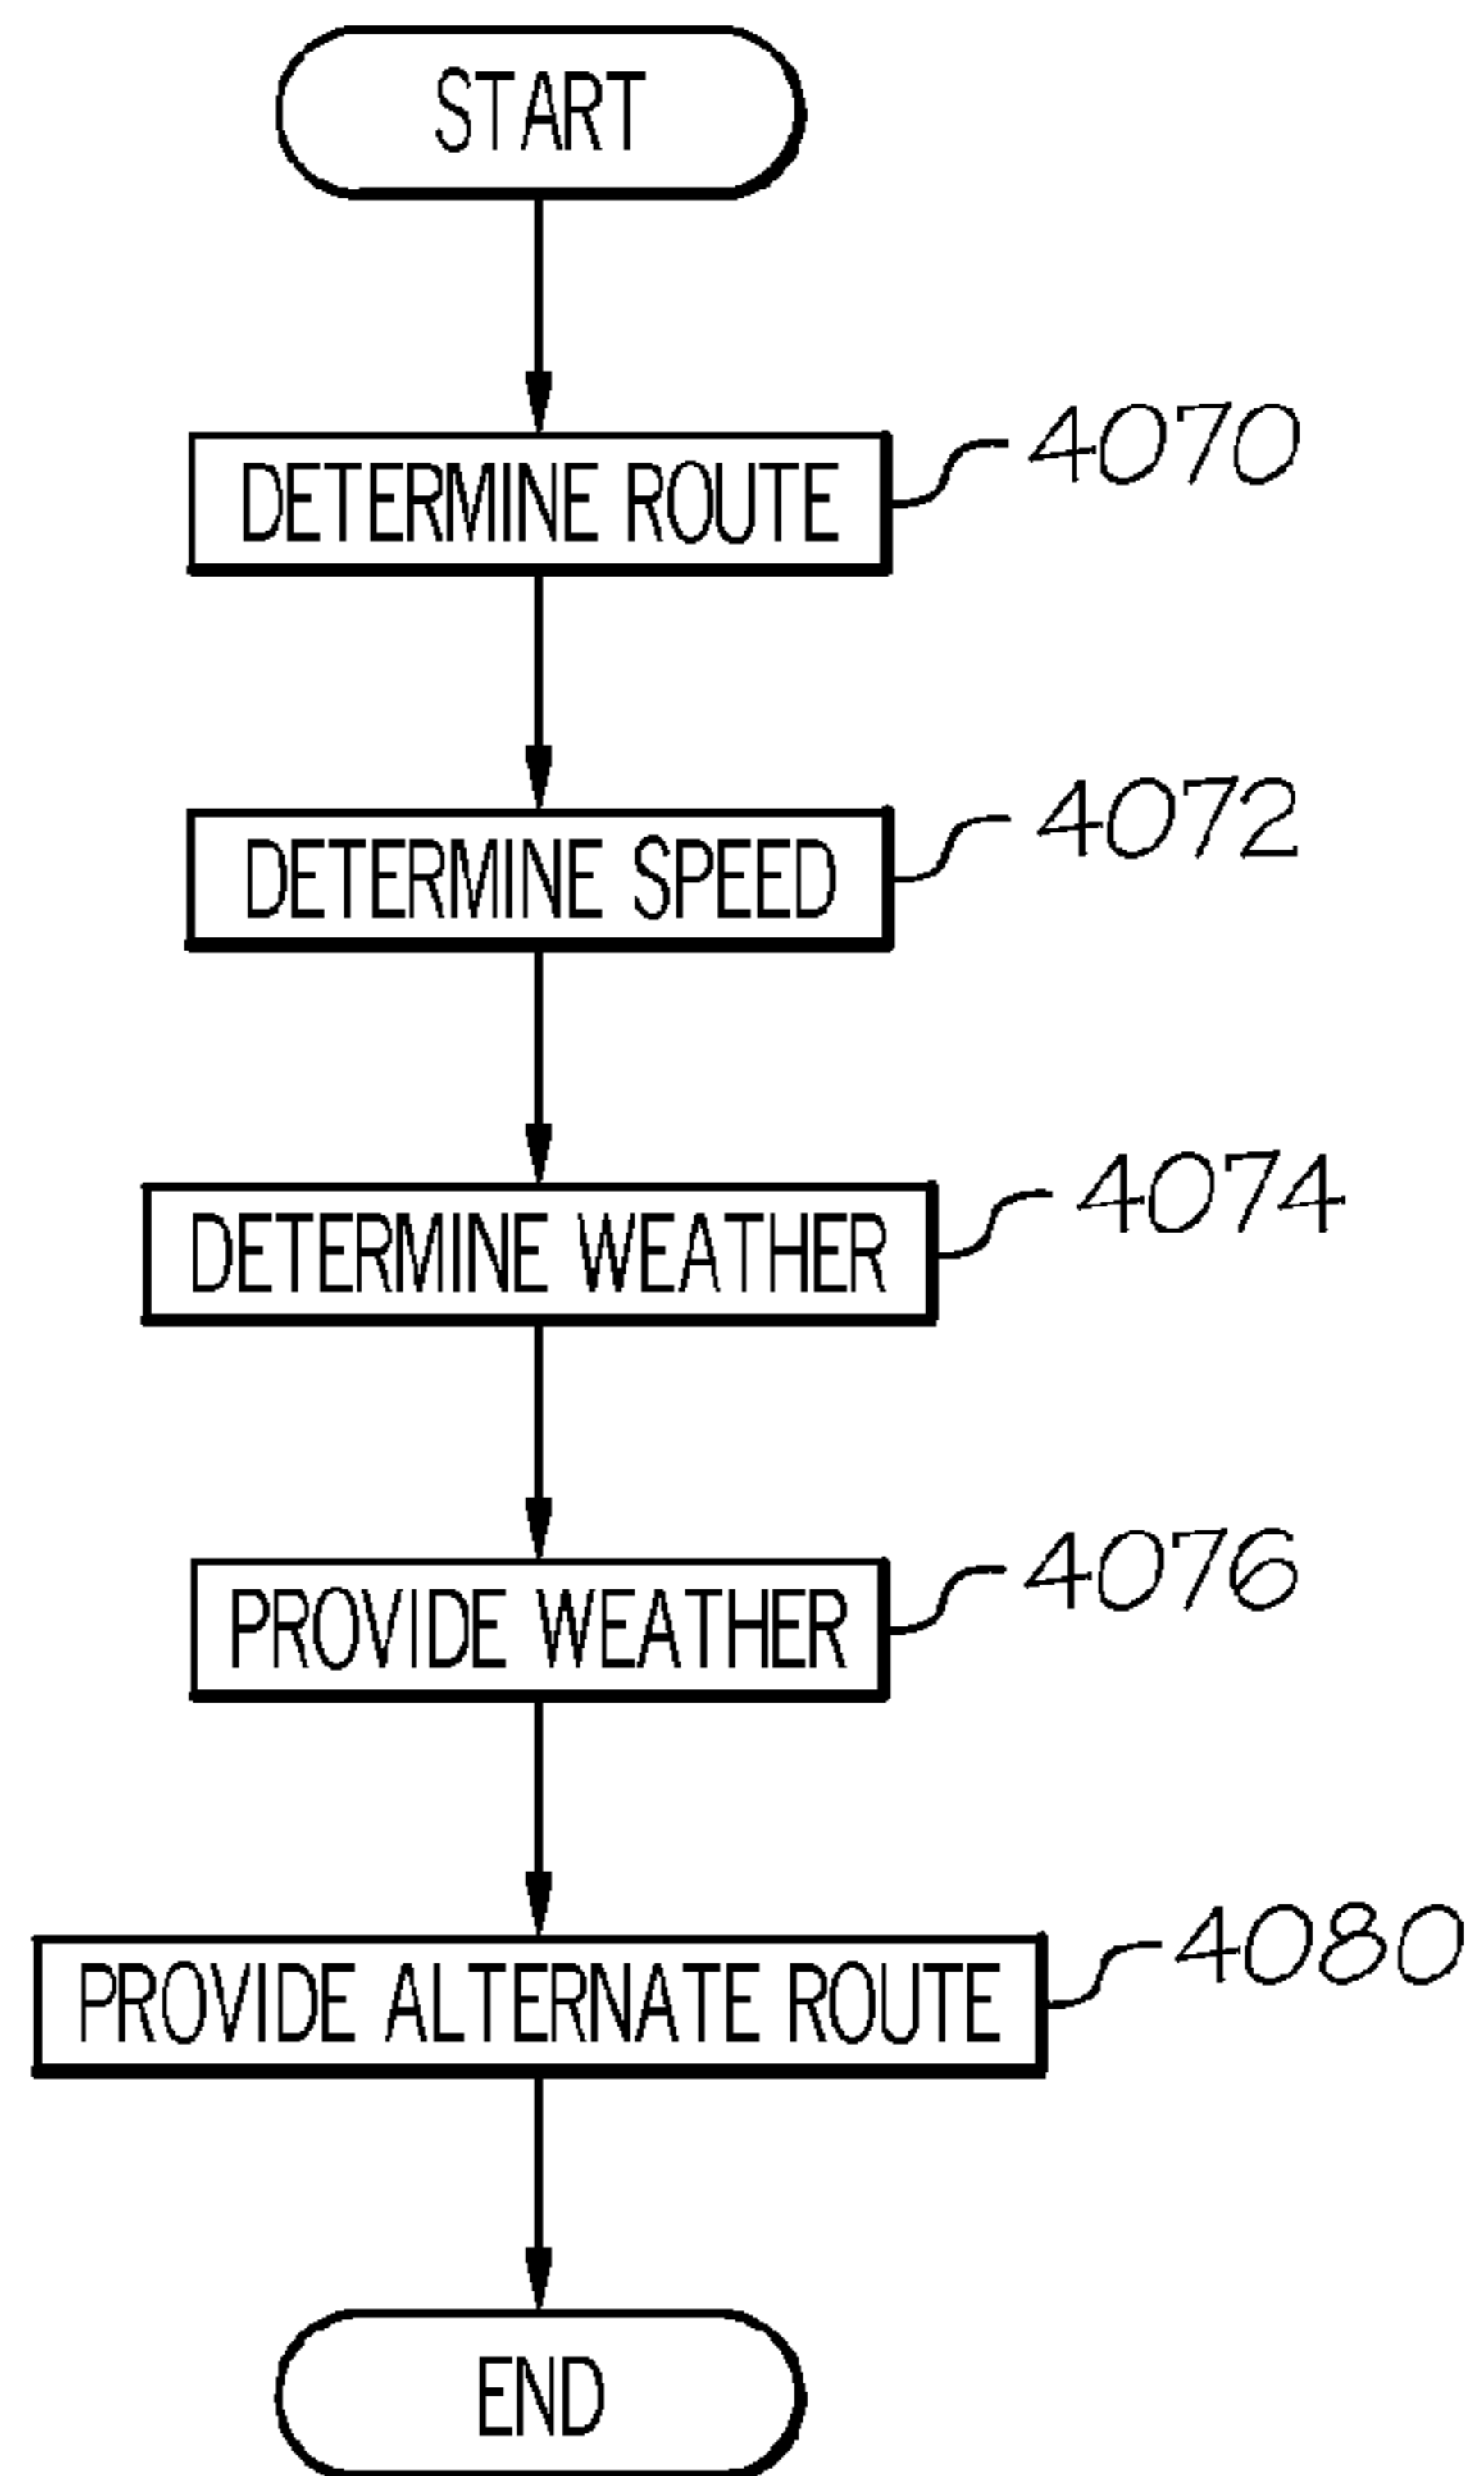 START
DETERMINE ROUTE
4070
DETERMINE SPEED
4072
DETERMINE WEATHER
4074
PROVIDE WEATHER
4076
PROVIDE ALTERNATE ROUTE
4080
END